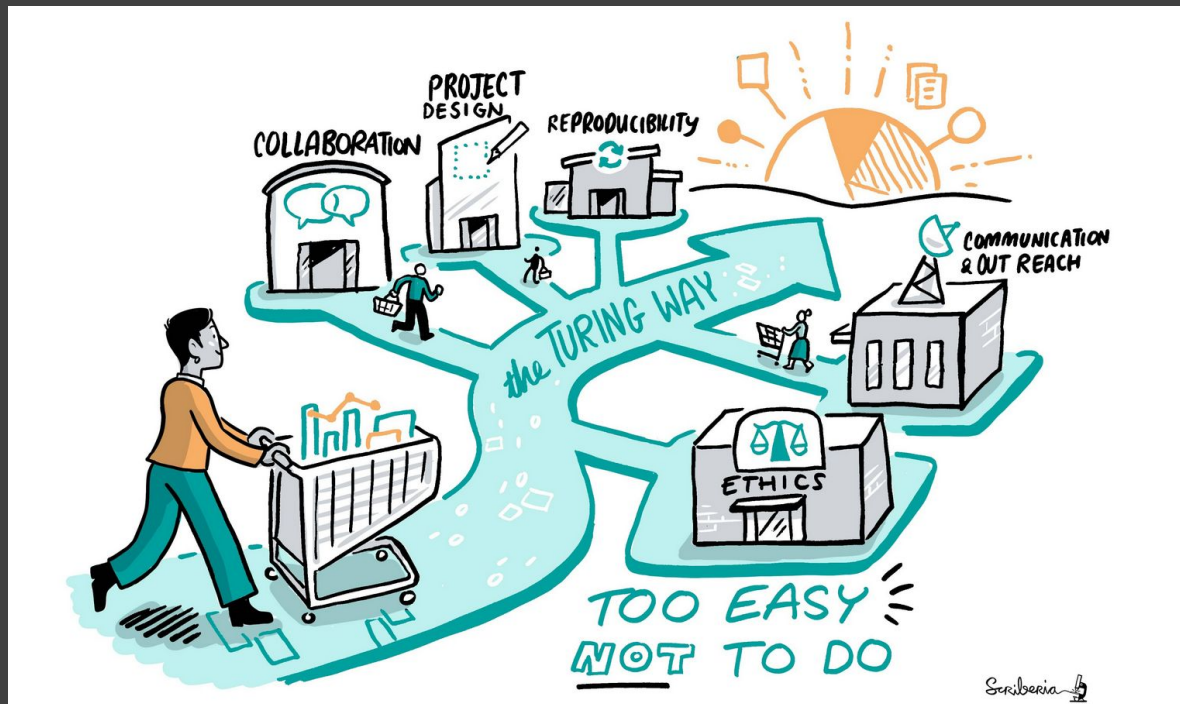 PROJECT
DESIGN
COLLABORATION
REPRODUCIBILITY
COMMUNICATION
& OUT REACH
the TURING WAY
ETHICS
TOO EASY
NOT TO DO
Scriberia